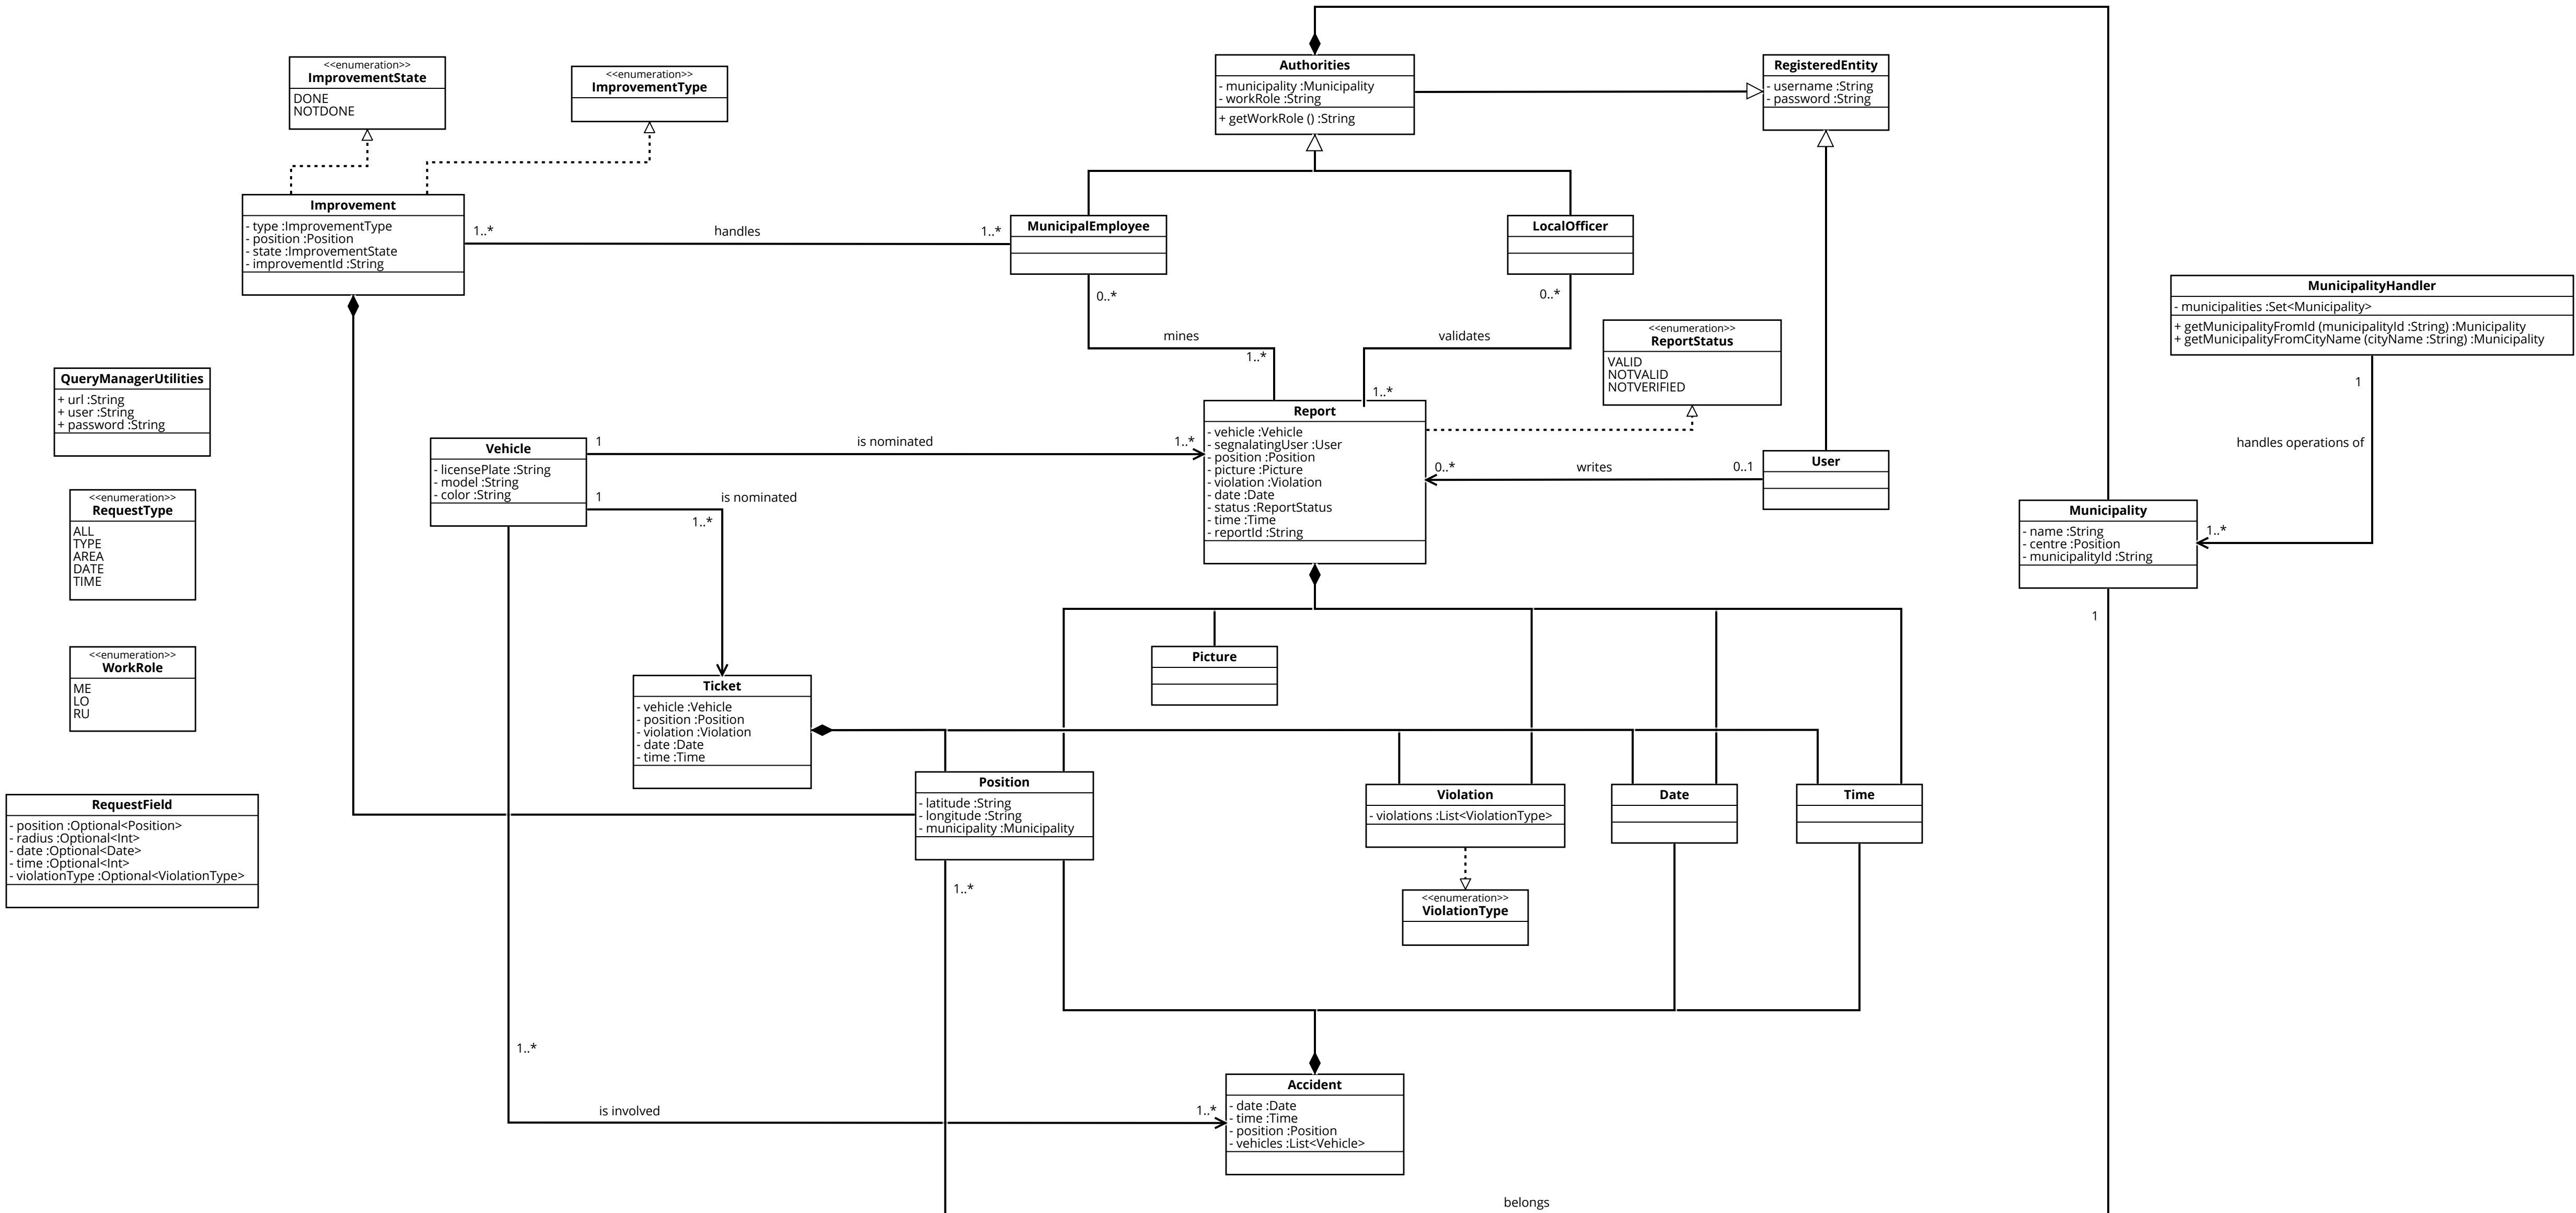 <<enumeration>>
ImprovementState
DONE
NOTDONE
<<enumeration>>
ImprovementType
Authorities
- municipality :Municipality
- workRole :String
+ getWorkRole () :String
RegisteredEntity
- username :String
- password :String
Improvement
- type :ImprovementType
- position :Position
- state :ImprovementState
- improvementId :String
1..*
handles
1..*
MunicipalEmployee
LocalOfficer
0..*
0..*
mines
validates
1..*
1..*
<<enumeration>>
ReportStatus
VALID
NOTVALID
NOTVERIFIED
MunicipalityHandler
- municipalities :Set<Municipality>
+ getMunicipalityFromId (municipalityId :String) :Municipality
+ getMunicipalityFromCityName (cityName :String) :Municipality
1
handles operations of
1..*
QueryManagerUtilities
+ url :String
+ user :String
+ password :String
Vehicle
- licensePlate :String
- model :String
- color :String
1
is nominated
1..*
1
is nominated
1..*
Report
- vehicle :Vehicle
- segnalatingUser :User
- position :Position
- picture :Picture
- violation :Violation
- date :Date
- status :ReportStatus
- time :Time
- reportId :String
0..*
writes
0..1
User
Municipality
- name :String
- centre :Position
- municipalityId :String
1
<<enumeration>>
RequestType
ALL
TYPE
AREA
DATE
TIME
<<enumeration>>
WorkRole
ME
LO
RU
Picture
Ticket
- vehicle :Vehicle
- position :Position
- violation :Violation
- date :Date
- time :Time
Position
- latitude :String
- longitude :String
- municipality :Municipality
1..*
Violation
- violations :List<ViolationType>
Date
Time
<<enumeration>>
ViolationType
RequestField
- position :Optional<Position>
- radius :Optional<Int>
- date :Optional<Date>
- time :Optional<Int>
- violationType :Optional<ViolationType>
1..*
is involved
1..*
Accident
- date :Date
- time :Time
- position :Position
- vehicles :List<Vehicle>
belongs